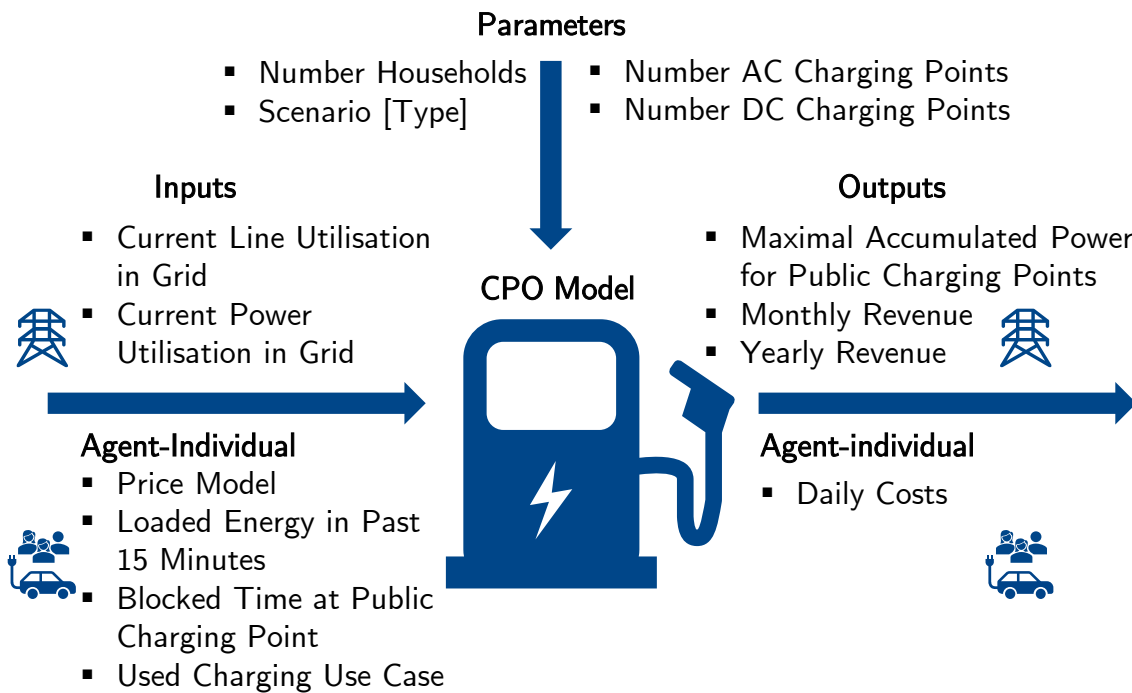 Parameters
▪ Number Households
▪ Scenario [Type]
▪ Number AC Charging Points
▪ Number DC Charging Points
Inputs
▪ Current Line Utilisation
in Grid
▪ Current Power
Utilisation in Grid
Agent-Individual
▪ Price Model
▪ Loaded Energy in Past
15 Minutes
▪ Blocked Time at Public
Charging Point
▪ Used Charging Use Case
CPO Model
Outputs
▪ Maximal Accumulated Power
for Public Charging Points
▪ Monthly Revenue
▪ Yearly Revenue
Agent-individual
▪ Daily Costs